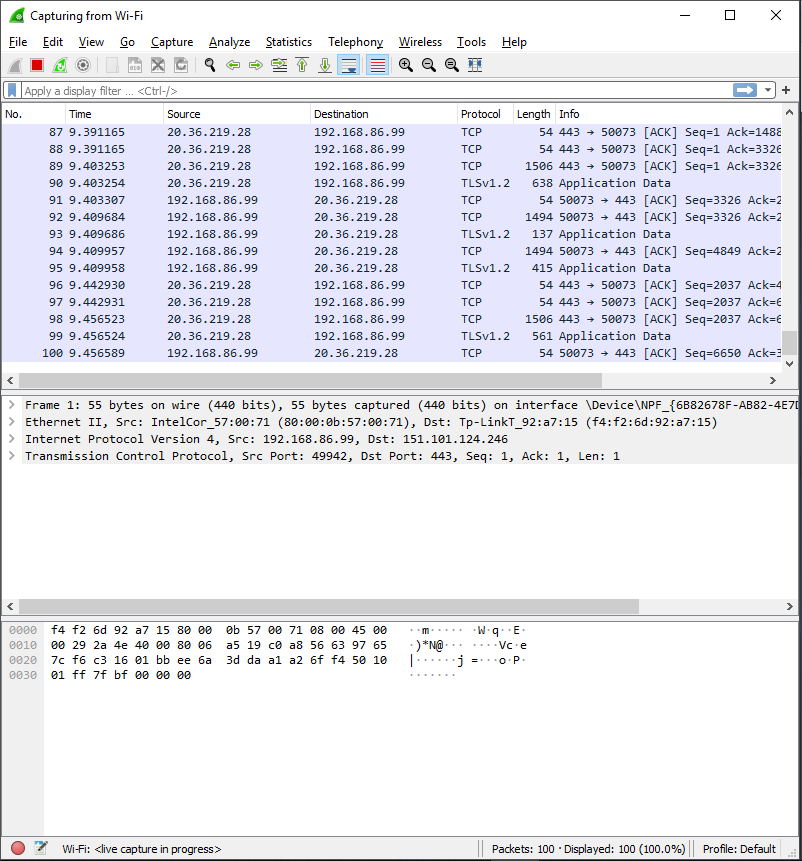 Capturing from Wi-Fi
File Edit View Go Capture Analyze Statistics Telephony Wireless Tools Help
Apply a display filter ... <Ctrl-/>
No. Time Source Destination Protocol Length Info
87 9.391165 20.36.219.28 192.168.86.99 TCP 54 443 → 50073 [ACK] Seq=1 Ack=1488
88 9.391165 20.36.219.28 192.168.86.99 TCP 54 443 → 50073 [ACK] Seq=1 Ack=3326
89 9.403253 20.36.219.28 192.168.86.99 TCP 1506 443 → 50073 [ACK] Seq=1 Ack=3326
90 9.403254 20.36.219.28 192.168.86.99 TLSv1.2 638 Application Data
91 9.403307 192.168.86.99 20.36.219.28 TCP 54 50073 → 443 [ACK] Seq=3326 Ack=2
92 9.409684 192.168.86.99 20.36.219.28 TCP 1494 50073 → 443 [ACK] Seq=3326 Ack=2
93 9.409686 192.168.86.99 20.36.219.28 TLSv1.2 137 Application Data
94 9.409957 192.168.86.99 20.36.219.28 TCP 1494 50073 → 443 [ACK] Seq=4849 Ack=2
95 9.409958 192.168.86.99 20.36.219.28 TLSv1.2 415 Application Data
96 9.442930 20.36.219.28 192.168.86.99 TCP 54 443 → 50073 [ACK] Seq=2037 Ack=4
97 9.442931 20.36.219.28 192.168.86.99 TCP 54 443 → 50073 [ACK] Seq=2037 Ack=6
98 9.456523 20.36.219.28 192.168.86.99 TCP 1506 443 → 50073 [ACK] Seq=2037 Ack=6
99 9.456524 20.36.219.28 192.168.86.99 TLSv1.2 561 Application Data
100 9.456589 192.168.86.99 20.36.219.28 TCP 54 50073 → 443 [ACK] Seq=6650 Ack=3
Frame 1: 55 bytes on wire (440 bits), 55 bytes captured (440 bits) on interface \Device\NPF_{6B82678F-AB82-4E7D
Ethernet II, Src: IntelCor_57:00:71 (80:00:0b:57:00:71), Dst: Tp-LinkT_92:a7:15 (f4:f2:6d:92:a7:15)
Internet Protocol Version 4, Src: 192.168.86.99, Dst: 151.101.124.246
Transmission Control Protocol, Src Port: 49942, Dst Port: 443, Seq: 1, Ack: 1, Len: 1
0000 f4 f2 6d 92 a7 15 80 00 0b 57 00 71 08 00 45 00 ··m····· ·W·q··E·
0010 00 29 2a 4e 40 00 80 06 a5 19 c0 a8 56 63 97 65 ·)*N@··· ····Vc·e
0020 7c f6 c3 16 01 bb ee 6a 3d da a1 a2 6f f4 50 10 |······j =···o·P·
0030 01 ff 7f bf 00 00 00 ·······
Wi-Fi: <live capture in progress> Packets: 100 · Displayed: 100 (100.0%) Profile: Default